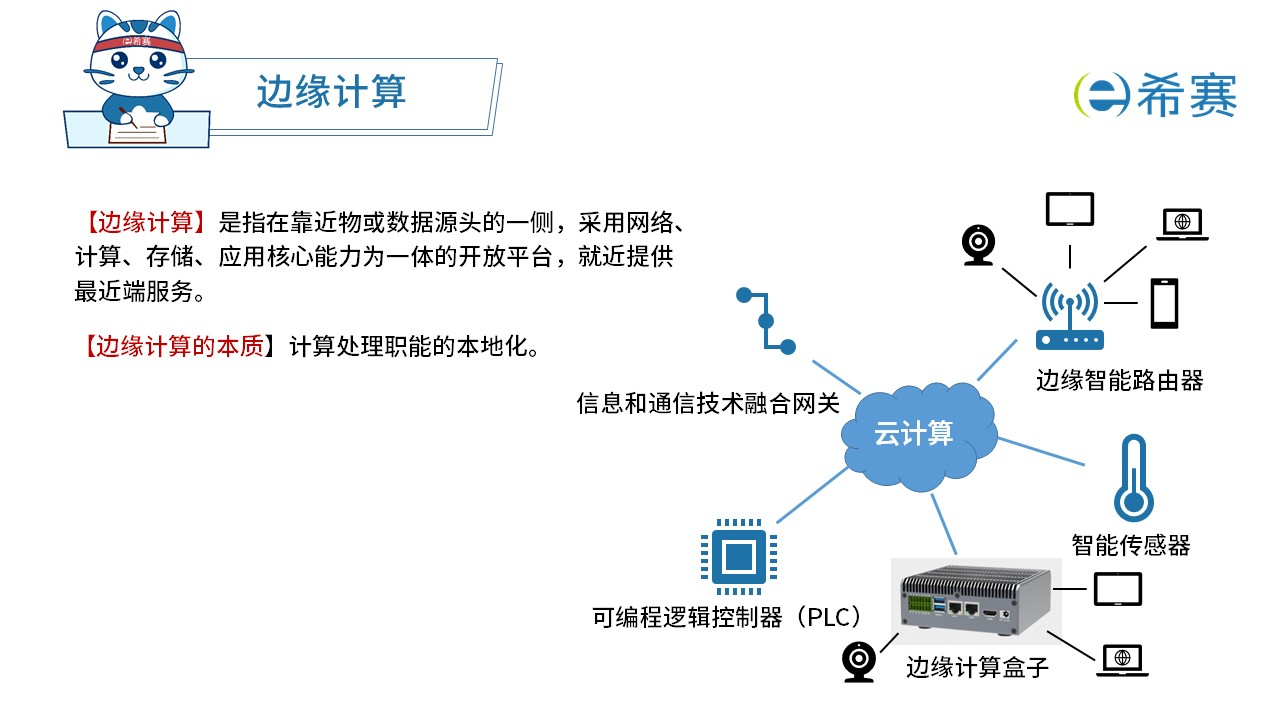 希赛
边缘计算
希赛
【边缘计算】是指在靠近物或数据源头的一侧，采用网络、
计算、存储、应用核心能力为一体的开放平台，就近提供
最近端服务。
【边缘计算的本质】计算处理职能的本地化。
边缘智能路由器
信息和通信技术融合网关
云计算
智能传感器
可编程逻辑控制器（PLC）
边缘计算盒子